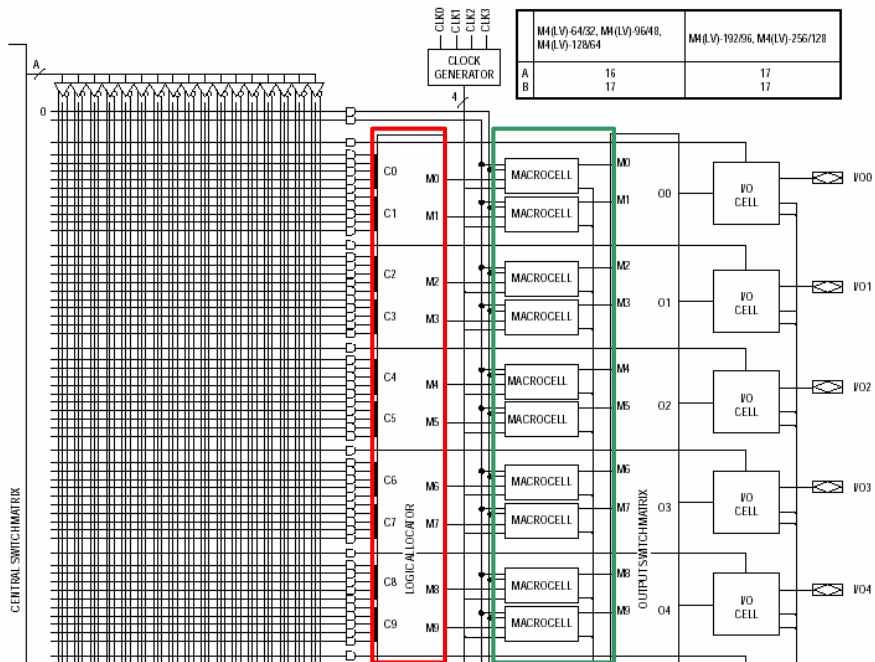 CLK0
CLK1
CLK2
CLK3
CLOCK
GENERATOR
4
M4(LV)-64/32, M4(LV)-96/48,
M4(LV)-128/64
M4(LV)-192/96, M4(LV)-256/128
A 16 17
B 17 17
A
0
CENTRAL SWITCH MATRIX
LOGIC ALLOCATOR
OUTPUT SWITCH MATRIX
C0 M0 MACROCELL M0
C1 M1 MACROCELL M1
O0 I/O CELL I/O0
C2 M2 MACROCELL M2
C3 M3 MACROCELL M3
O1 I/O CELL I/O1
C4 M4 MACROCELL M4
C5 M5 MACROCELL M5
O2 I/O CELL I/O2
C6 M6 MACROCELL M6
C7 M7 MACROCELL M7
O3 I/O CELL I/O3
C8 M8 MACROCELL M8
C9 M9 MACROCELL M9
O4 I/O CELL I/O4